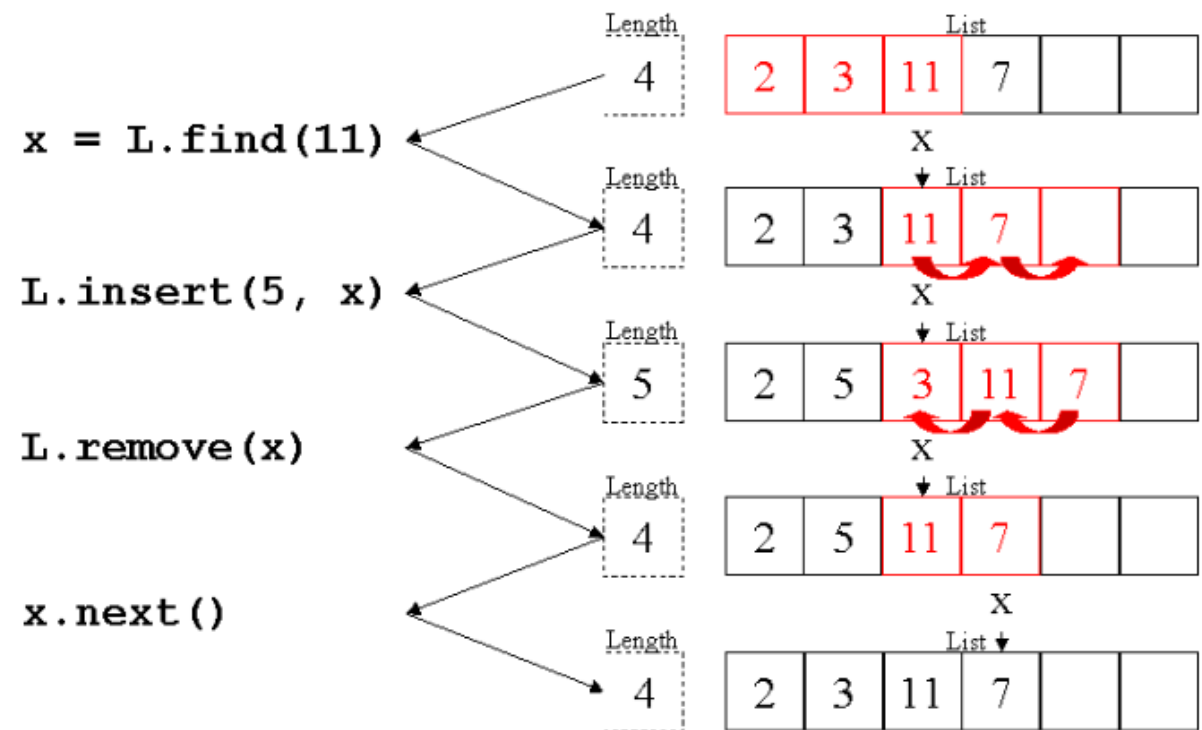 Length List
4 2 3 11 7
x = L.find(11)
x
Length List
4 2 3 11 7
L.insert(5, x)
x
Length List
5 2 5 3 11 7
L.remove(x)
x
Length List
4 2 5 11 7
x.next()
x
Length List
4 2 3 11 7